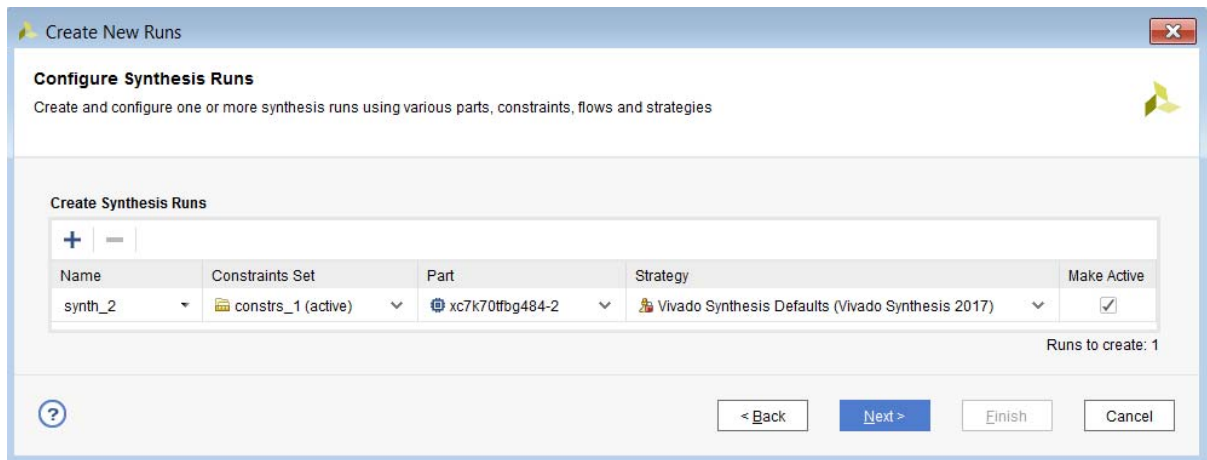 Create New Runs
Configure Synthesis Runs
Create and configure one or more synthesis runs using various parts, constraints, flows and strategies
Create Synthesis Runs
Name Constraints Set Part Strategy Make Active
synth_2 constrs_1 (active) xc7k70tfbg484-2 Vivado Synthesis Defaults (Vivado Synthesis 2017)
Runs to create: 1
? < Back Next > Finish Cancel